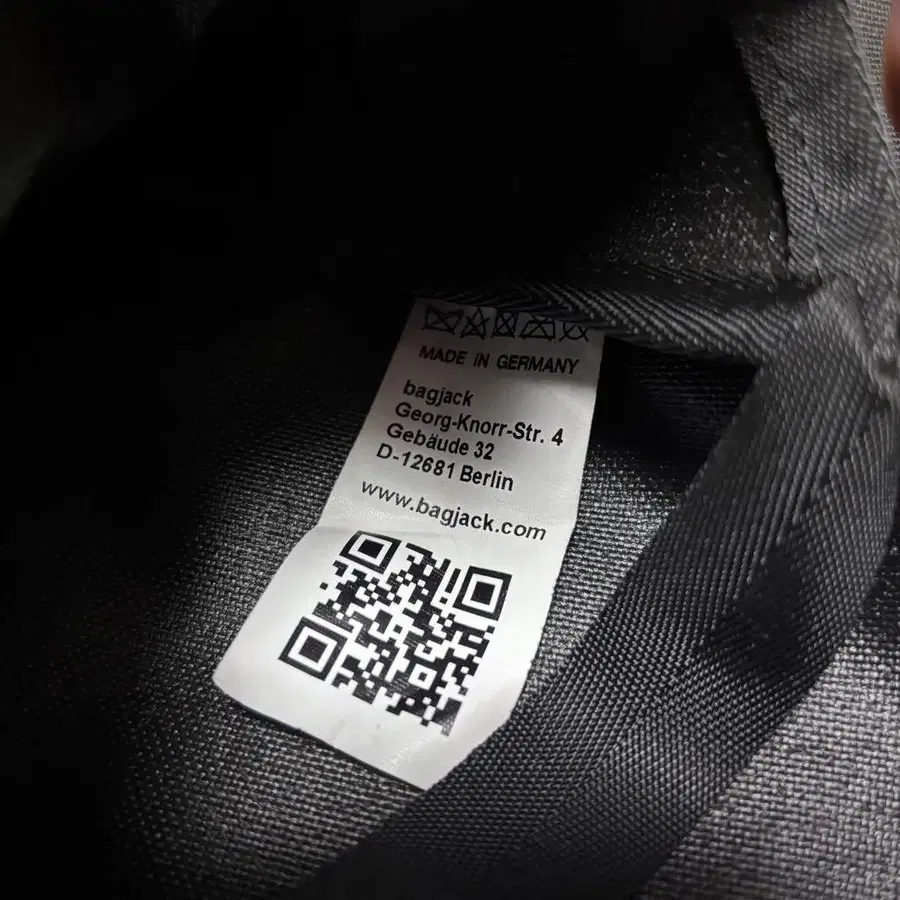 MADE IN GERMANY
bagjack
Georg-Knorr-Str. 4
Gebäude 32
D-12681 Berlin
www.bagjack.com